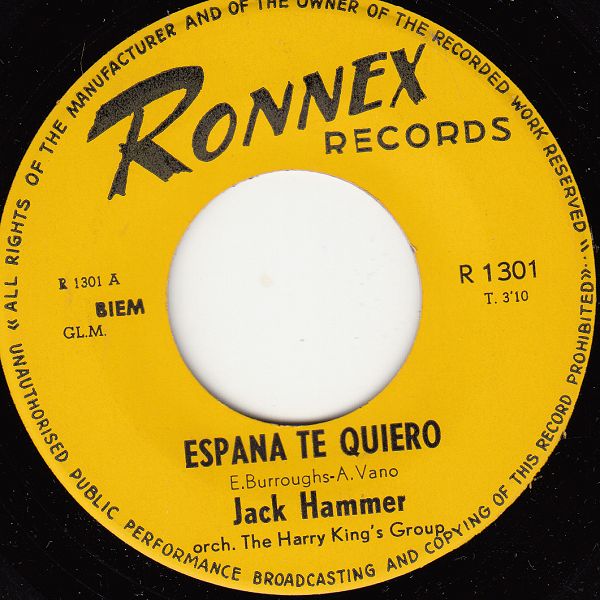 «ALL RIGHTS OF THE MANUFACTURER AND OF THE OWNER OF THE RECORDED WORK RESERVED «
UNAUTHORISED PUBLIC PERFORMANCE BROADCASTING AND COPYING OF THIS RECORD PROHIBITED»
RONNEX
RECORDS
R 1301 A
BIEM
GL.M.
R 1301
T. 3'10
ESPANA TE QUIERO
E.Burroughs-A.Vano
Jack Hammer
orch. The Harry King's Group